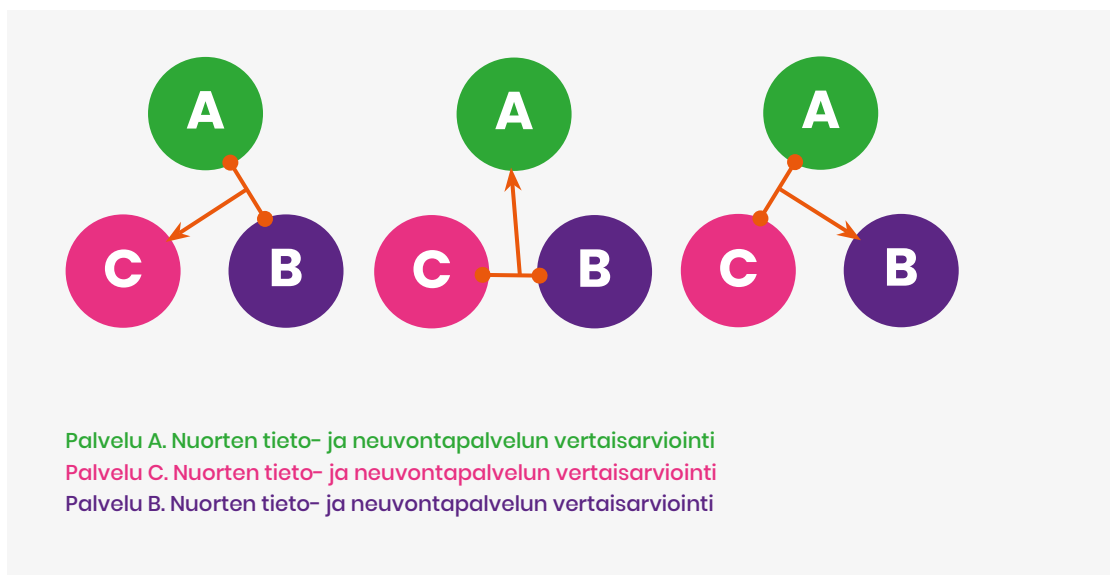 A
A
A
C
B
C
B
C
B
Palvelu A. Nuorten tieto- ja neuvontapalvelun vertaisarviointi
Palvelu C. Nuorten tieto- ja neuvontapalvelun vertaisarviointi
Palvelu B. Nuorten tieto- ja neuvontapalvelun vertaisarviointi